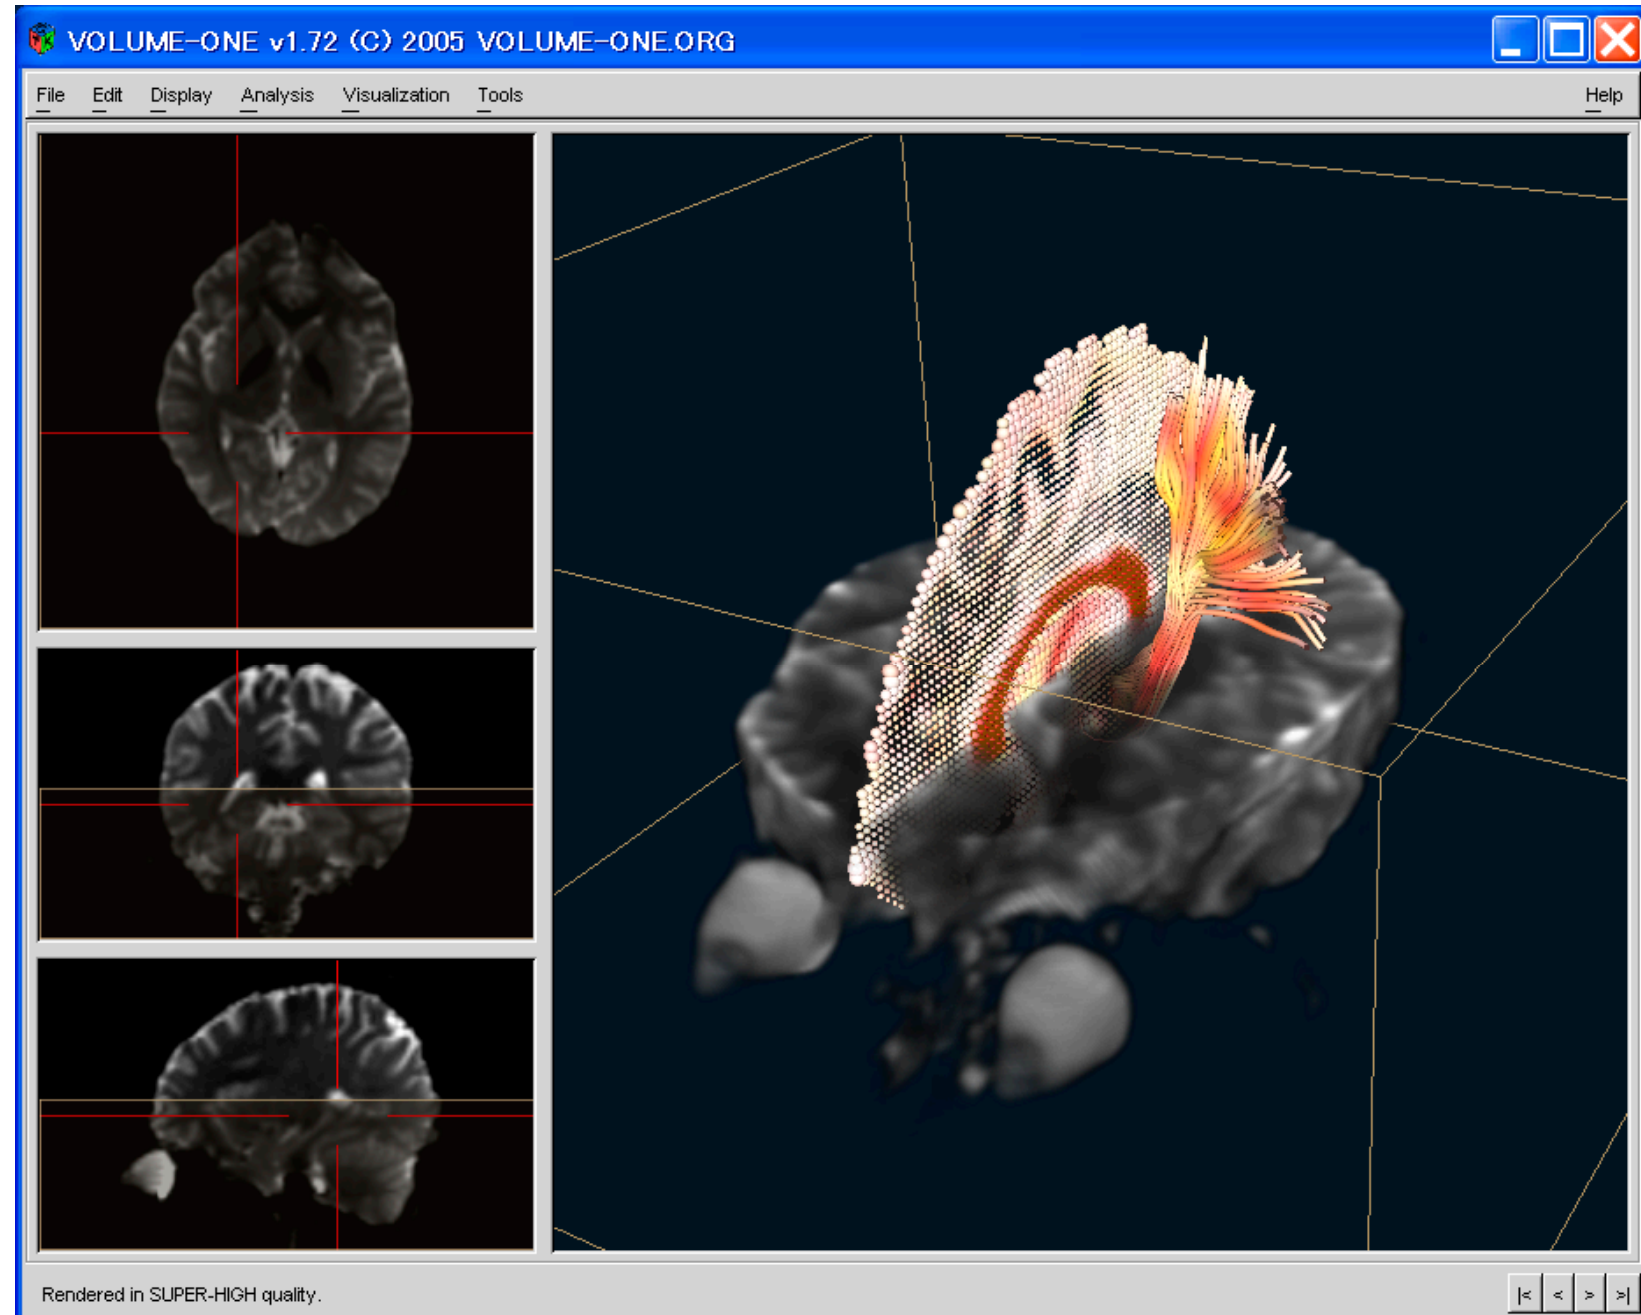 VOLUME-ONE v1.72 (C) 2005 VOLUME-ONE.ORG
File Edit Display Analysis Visualization Tools Help
Rendered in SUPER-HIGH quality.
|< < > >|